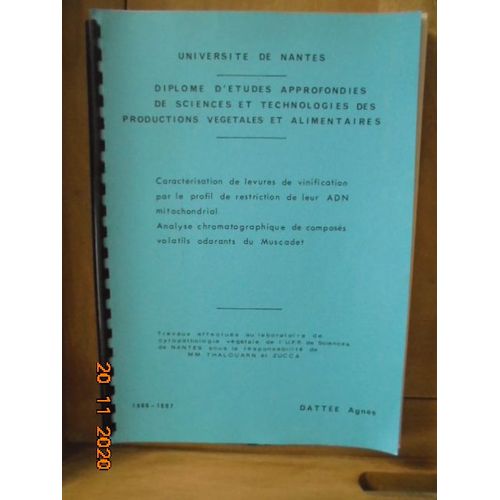 UNIVERSITE DE NANTES
DIPLOME D'ETUDES APPROFONDIES
DE SCIENCES ET TECHNOLOGIES DES
PRODUCTIONS VEGETALES ET ALIMENTAIRES
Caractérisation de levures de vinification
par le profil de restriction de leur ADN
mitochondrial
Analyse chromatographique de composés
volatils odorants du Muscadet
Travaux effectués au laboratoire de
cytopathologie végétale de l'U.F.R. de Sciences
de NANTES sous la responsabilité de
MM THALOUARN et ZUCCA
1986-1987
DATTEE Agnes
20 11 2020